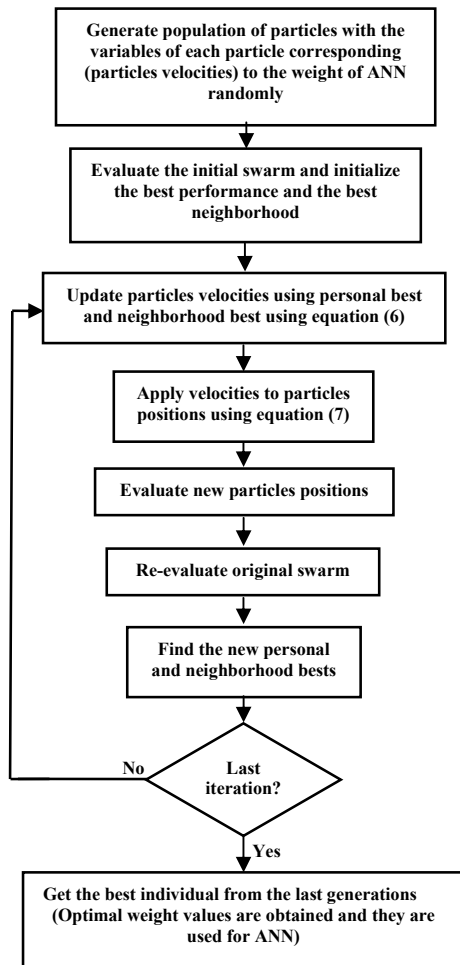 Generate population of particles with the
variables of each particle corresponding
(particles velocities) to the weight of ANN
randomly
Evaluate the initial swarm and initialize
the best performance and the best
neighborhood
Update particles velocities using personal best
and neighborhood best using equation (6)
Apply velocities to particles
positions using equation (7)
Evaluate new particles positions
Re-evaluate original swarm
Find the new personal
and neighborhood bests
No
Last
iteration?
Yes
Get the best individual from the last generations
(Optimal weight values are obtained and they are
used for ANN)